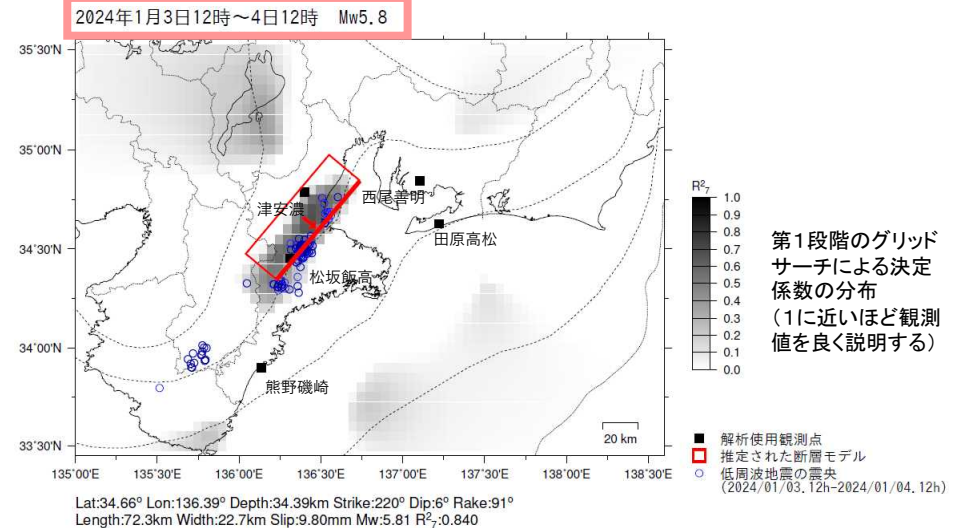 2024年1月3日12時～4日12時　Mw5.8
35°30'N
35°00'N
34°30'N
34°00'N
33°30'N
135°00'E
135°30'E
136°00'E
136°30'E
137°00'E
137°30'E
138°00'E
138°30'E
津安濃
西尾善明
田原高松
松坂飯高
熊野磯崎
20 km
R²₇
1.0
0.9
0.8
0.7
0.6
0.5
0.4
0.3
0.2
0.1
0.0
第１段階のグリッド
サーチによる決定
係数の分布
（１に近いほど観測
値を良く説明する）
解析使用観測点
推定された断層モデル
低周波地震の震央
(2024/01/03.12h-2024/01/04.12h)
Lat:34.66° Lon:136.39° Depth:34.39km Strike:220° Dip:6° Rake:91°
Length:72.3km Width:22.7km Slip:9.80mm Mw:5.81 R²₇:0.840